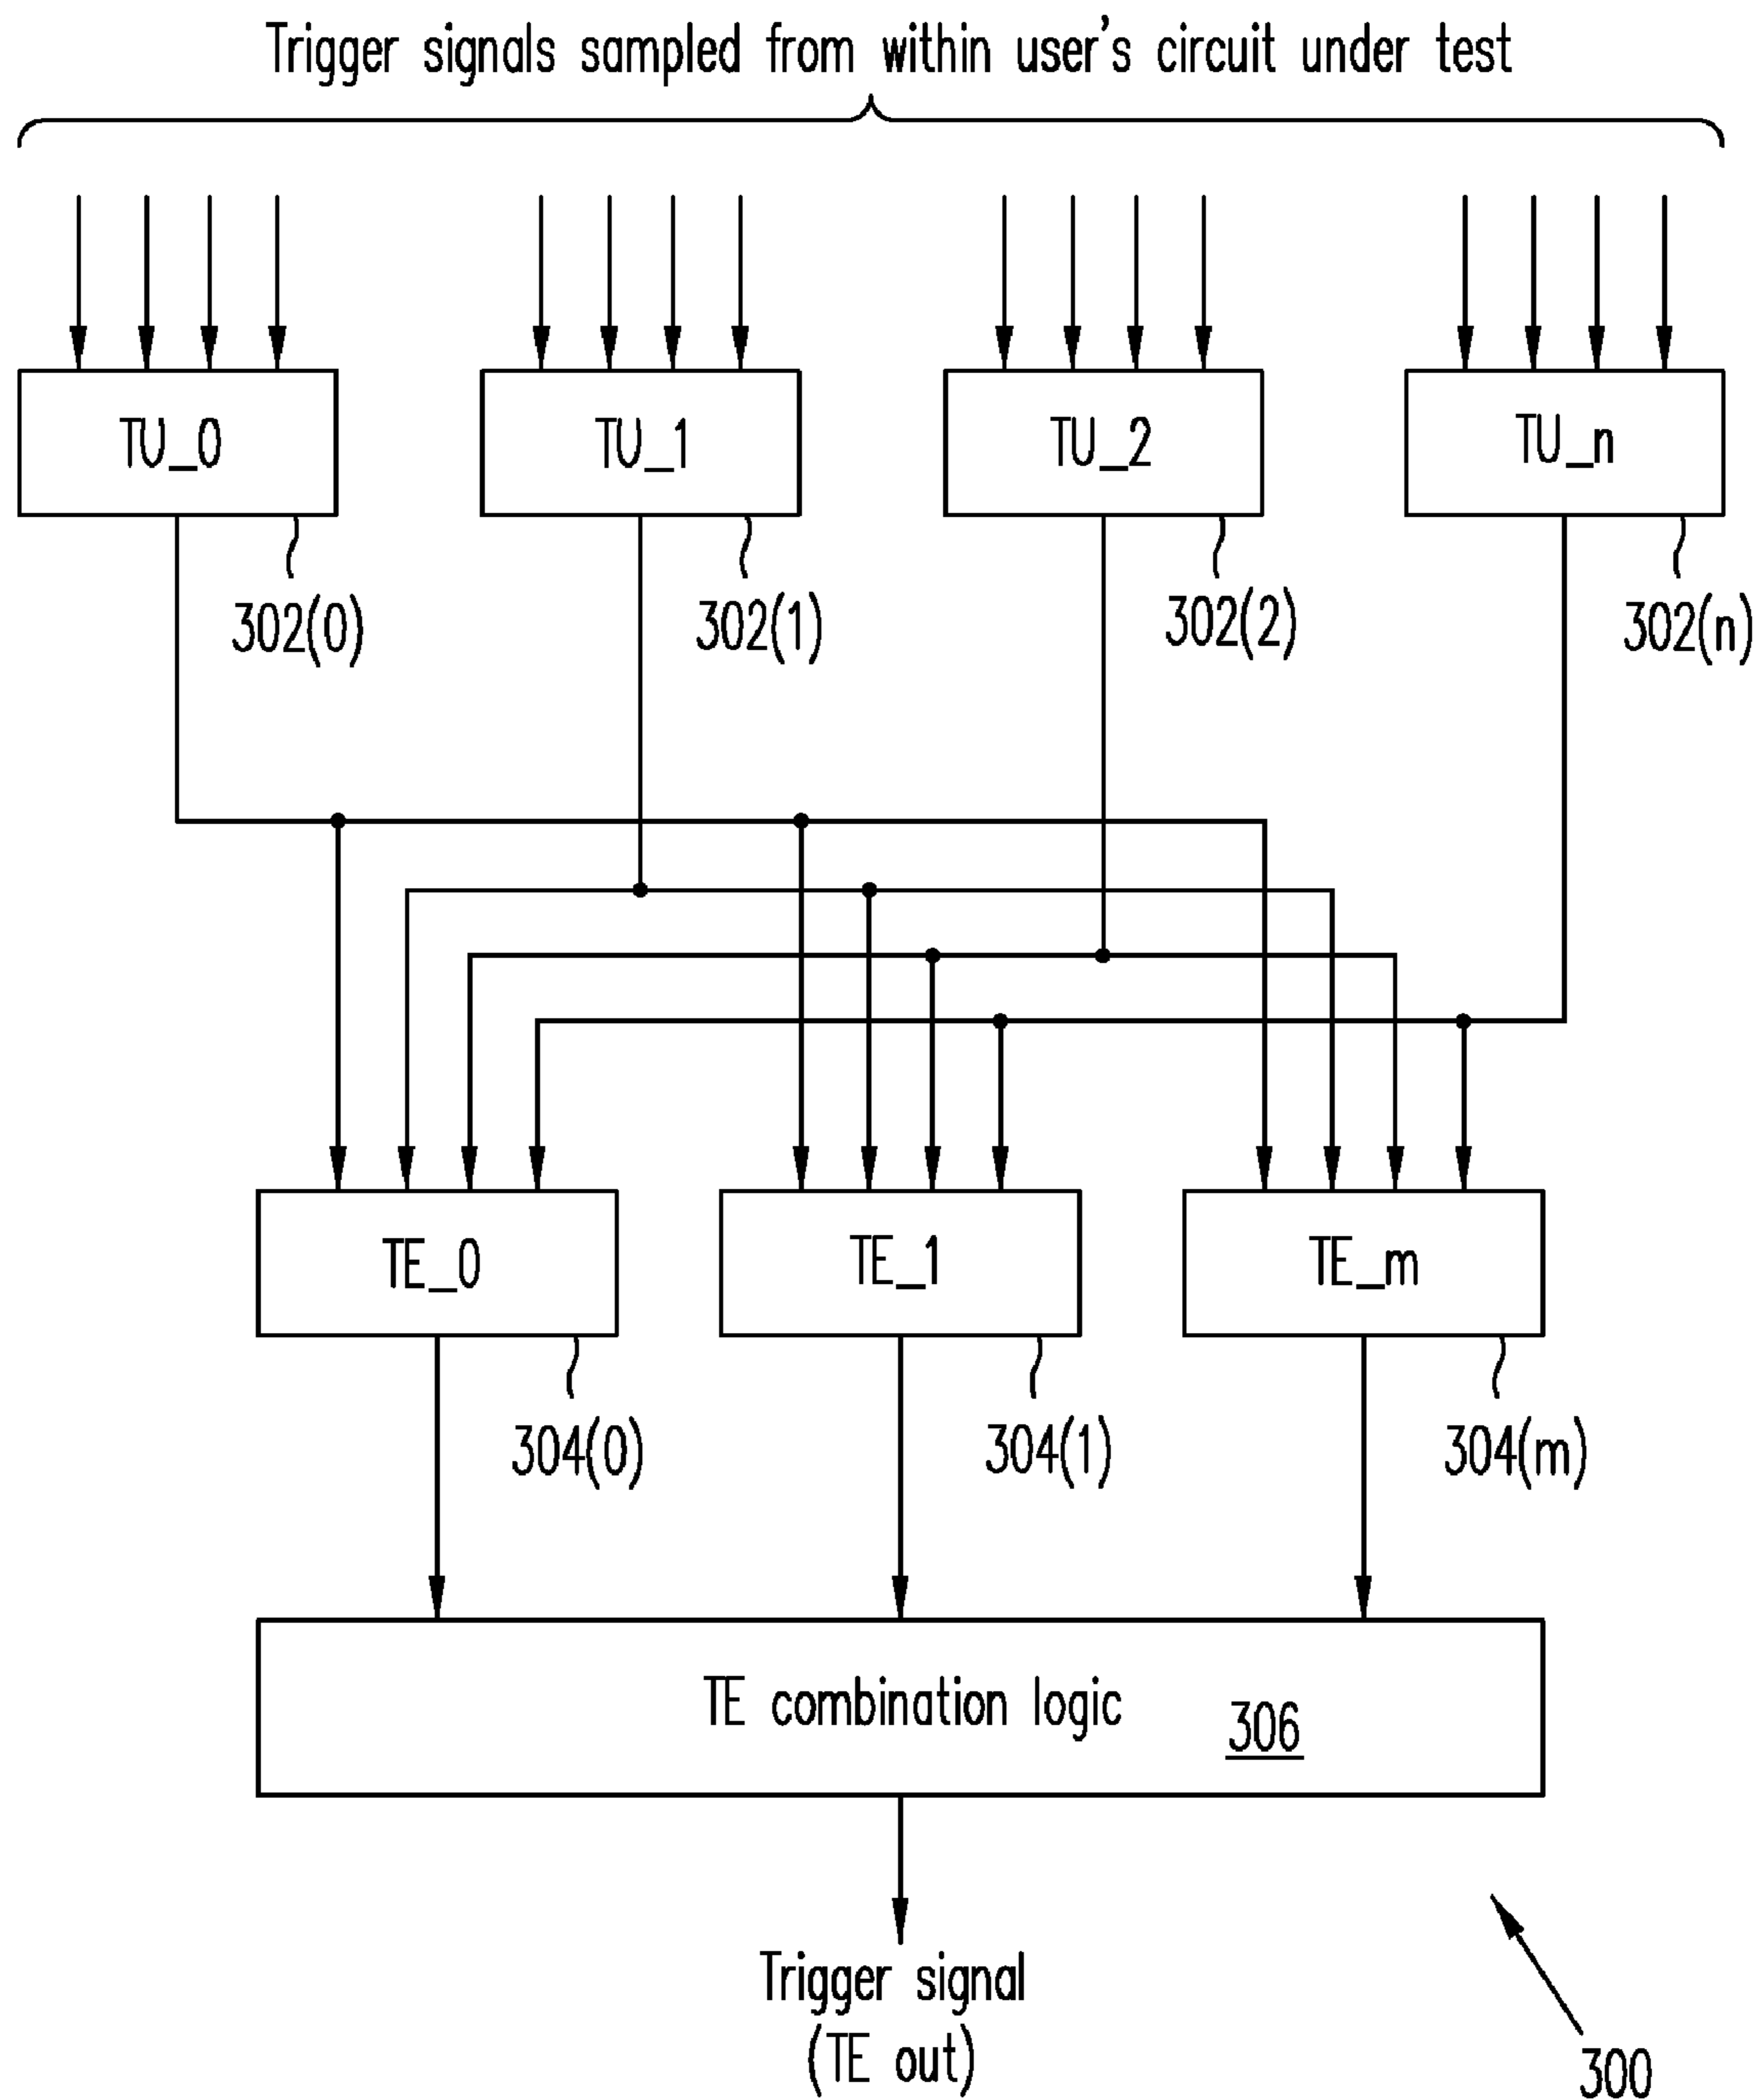 Trigger signals sampled from within user's circuit under test
TU_0
TU_1
TU_2
TU_n
302(0)
302(1)
302(2)
302(n)
TE_0
TE_1
TE_m
304(0)
304(1)
304(m)
TE combination logic 306
Trigger signal
(TE out)
300